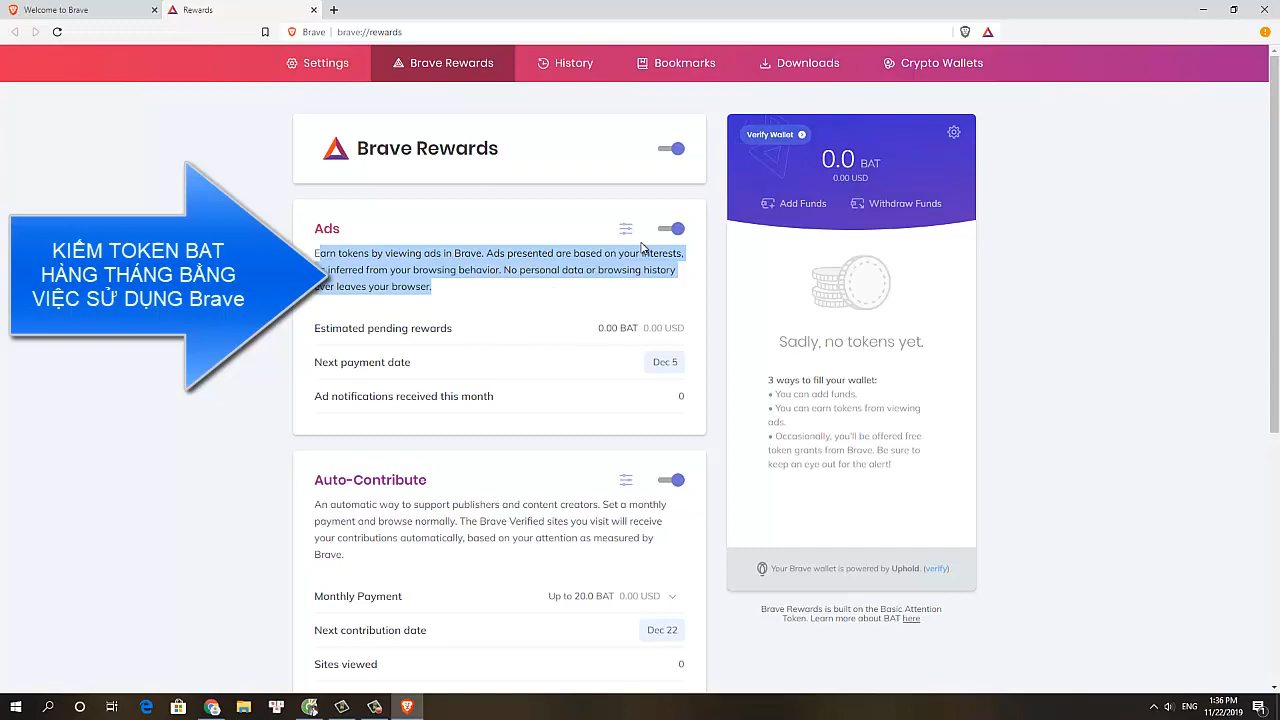 Welcome to Brave
Rewards
Brave
brave://rewards
Settings
Brave Rewards
History
Bookmarks
Downloads
Crypto Wallets
Brave Rewards
Ads
Earn tokens by viewing ads in Brave. Ads presented are based on your interests,
inferred from your browsing behavior. No personal data or browsing history
ever leaves your browser.
Estimated pending rewards
0.00 BAT 0.00 USD
Next payment date
Dec 5
Ad notifications received this month
0
KIẾM TOKEN BAT
HÀNG THÁNG BẰNG
VIỆC SỬ DỤNG Brave
Auto-Contribute
An automatic way to support publishers and content creators. Set a monthly
payment and browse normally. The Brave Verified sites you visit will receive
your contributions automatically, based on your attention as measured by
Brave.
Monthly Payment
Up to 20.0 BAT 0.00 USD
Next contribution date
Dec 22
Sites viewed
0
Verify Wallet
0.0 BAT
0.00 USD
Add Funds
Withdraw Funds
Sadly, no tokens yet.
3 ways to fill your wallet:
• You can add funds.
• You can earn tokens from viewing
ads.
• Occasionally, you'll be offered free
token grants from Brave. Be sure to
keep an eye out for the alert!
Your Brave wallet is powered by Uphold. (verify)
Brave Rewards is built on the Basic Attention
Token. Learn more about BAT here
ENG
1:36 PM
11/22/2019